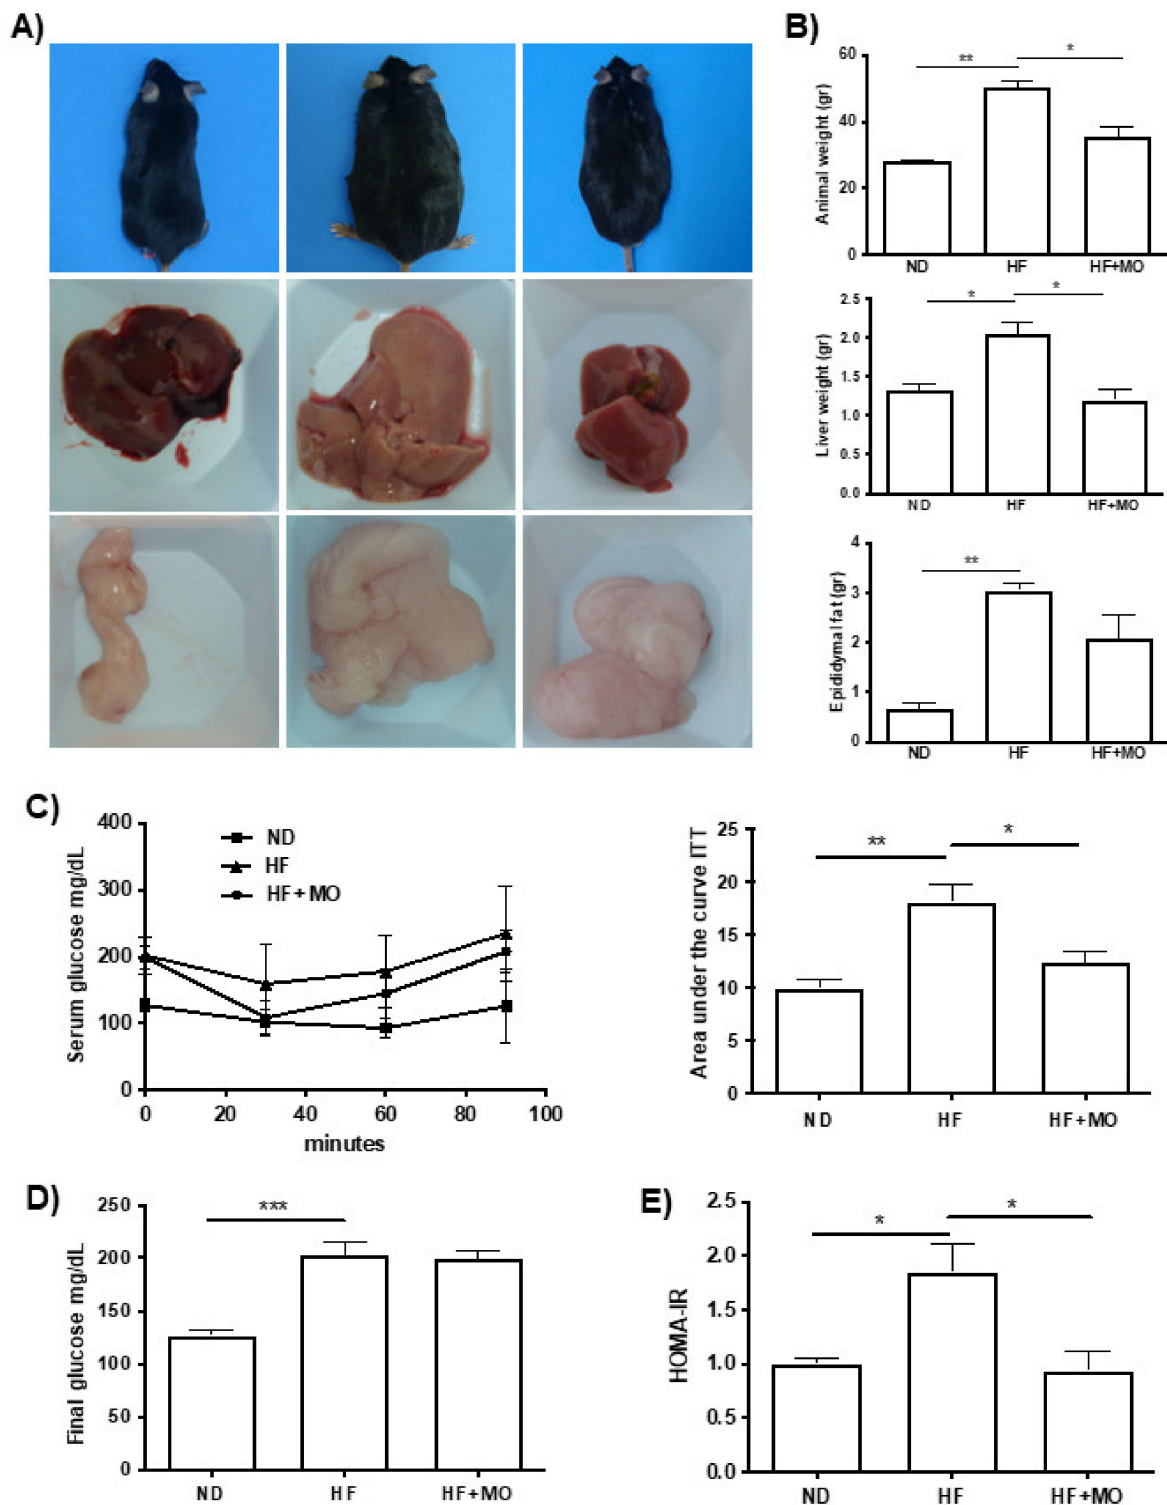 A)
B)
60
40
20
0
Animal weight (gr)
**
*
ND HF HF+MO
2.5
2.0
1.5
1.0
0.5
0.0
Liver weight (gr)
*
*
ND HF HF+MO
4
3
2
1
0
Epididymal fat (gr)
**
ND HF HF+MO
C)
400
300
200
100
0
Serum glucose mg/dL
ND
HF
HF+MO
0 20 40 60 80 100
minutes
25
20
15
10
5
0
Area under the curve ITT
**
*
ND HF HF+MO
D)
250
200
150
100
50
0
Final glucose mg/dL
***
ND HF HF+MO
E)
2.5
2.0
1.5
1.0
0.5
0.0
HOMA-IR
*
*
ND HF HF+MO